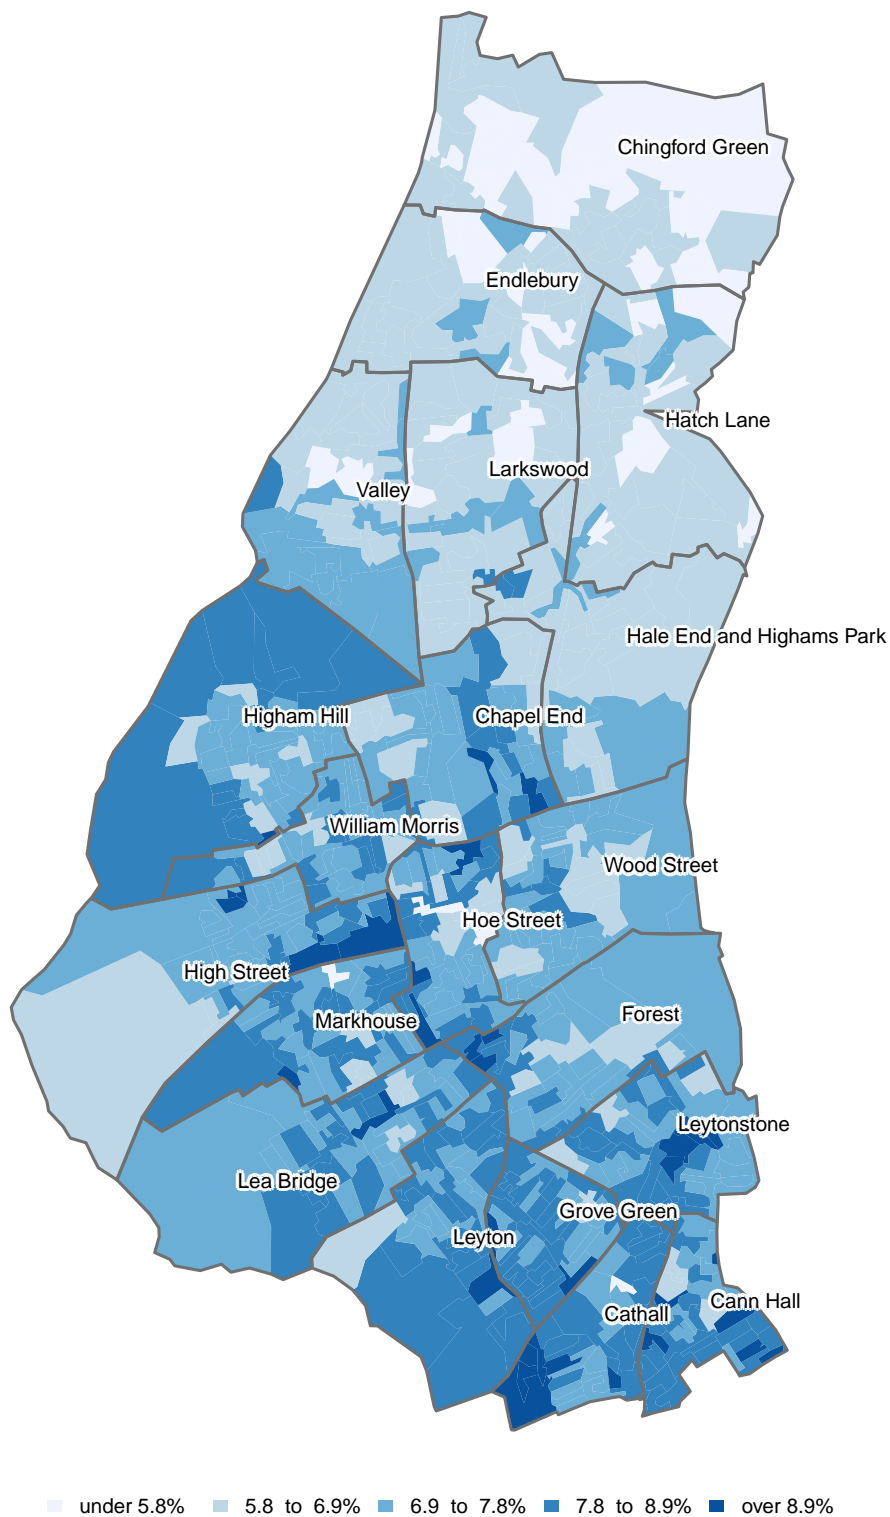 Chingford Green
Endlebury
Hatch Lane
Larkswood
Valley
Hale End and Highams Park
Higham Hill
Chapel End
William Morris
Wood Street
Hoe Street
High Street
Forest
Markhouse
Leytonstone
Lea Bridge
Grove Green
Leyton
Cann Hall
Cathall
under 5.8% 5.8 to 6.9% 6.9 to 7.8% 7.8 to 8.9% over 8.9%